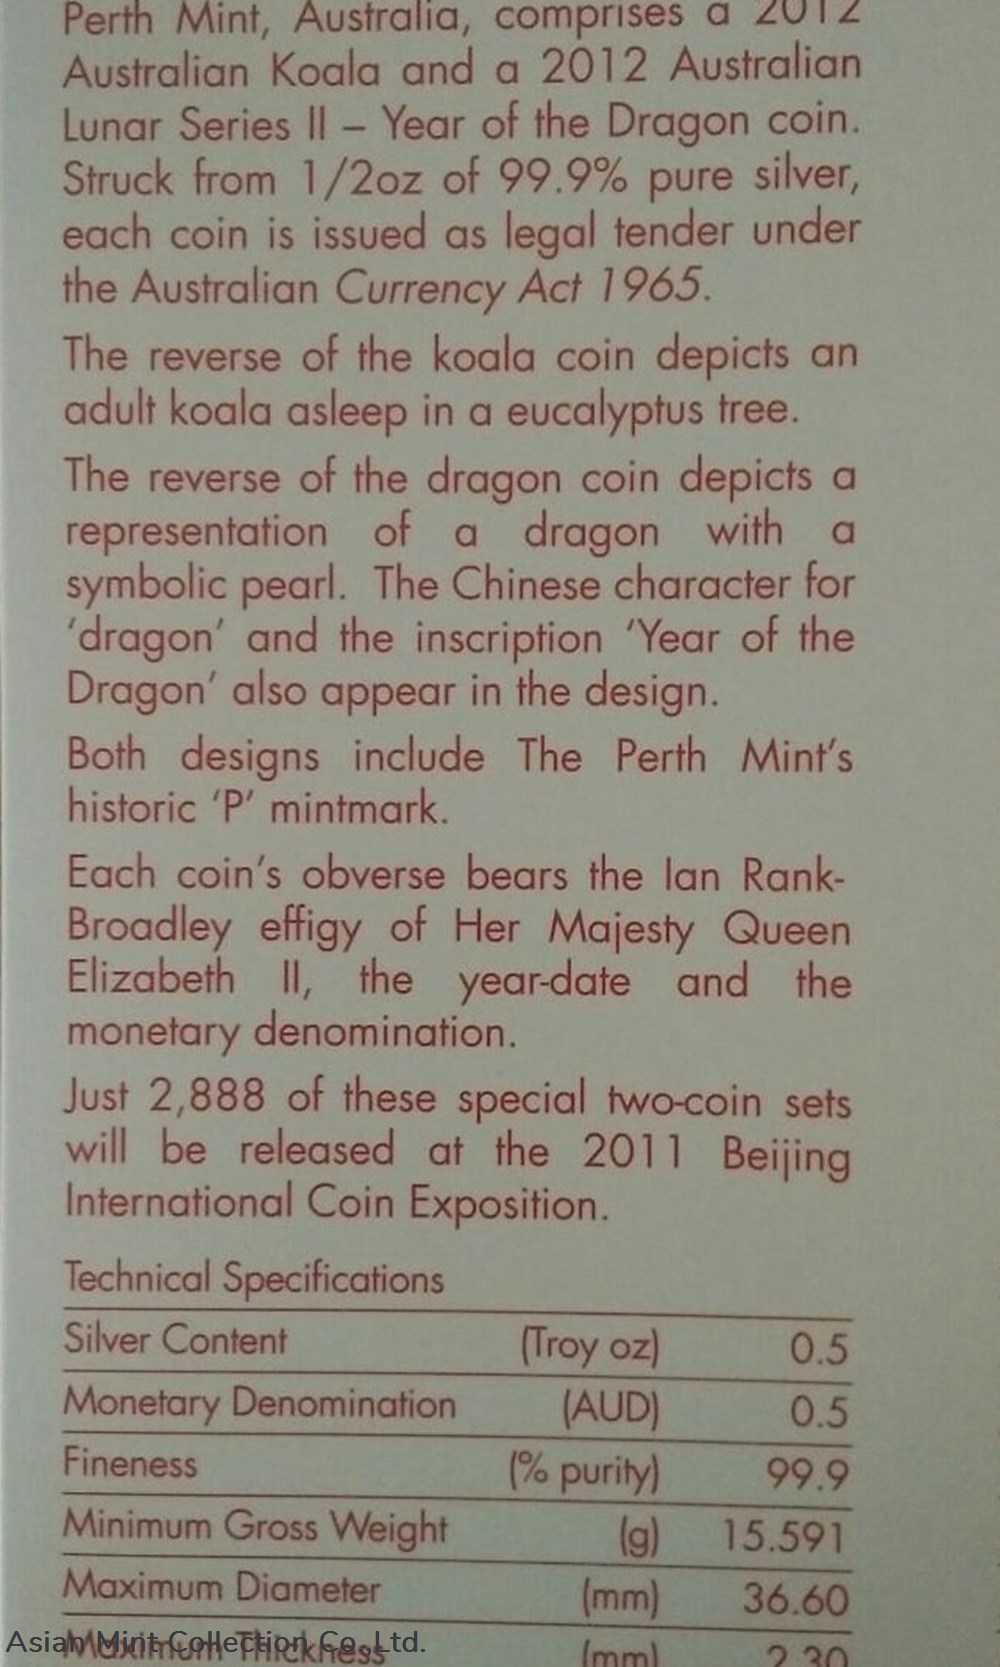 Perth Mint, Australia, comprises a 2012
Australian Koala and a 2012 Australian
Lunar Series II – Year of the Dragon coin.
Struck from 1/2oz of 99.9% pure silver,
each coin is issued as legal tender under
the Australian Currency Act 1965.
The reverse of the koala coin depicts an
adult koala asleep in a eucalyptus tree.
The reverse of the dragon coin depicts a
representation of a dragon with a
symbolic pearl. The Chinese character for
‘dragon’ and the inscription ‘Year of the
Dragon’ also appear in the design.
Both designs include The Perth Mint’s
historic ‘P’ mintmark.
Each coin’s obverse bears the Ian Rank-
Broadley effigy of Her Majesty Queen
Elizabeth II, the year-date and the
monetary denomination.
Just 2,888 of these special two-coin sets
will be released at the 2011 Beijing
International Coin Exposition.
Technical Specifications
Silver Content (Troy oz) 0.5
Monetary Denomination (AUD) 0.5
Fineness (% purity) 99.9
Minimum Gross Weight (g) 15.591
Maximum Diameter (mm) 36.60
Maximum Thickness (mm) 2.30
Asian Mint Collection Co., Ltd.